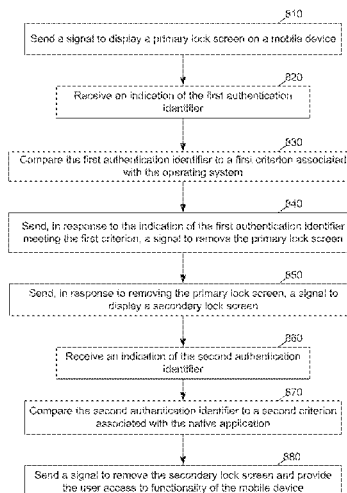 810
Send a signal to display a primary lock screen on a mobile device
820
Receive an indication of the first authentication
identifier
830
Compare the first authentication identifier to a first criterion associated
with the operating system
840
Send, in response to the indication of the first authentication identifier
meeting the first criterion, a signal to remove the primary lock screen
850
Send, in response to removing the primary lock screen, a signal to
display a secondary lock screen
860
Receive an indication of the second authentication
identifier
870
Compare the second authentication identifier to a second criterion
associated with the native application
880
Send a signal to remove the secondary lock screen and provide
the user access to functionality of the mobile device